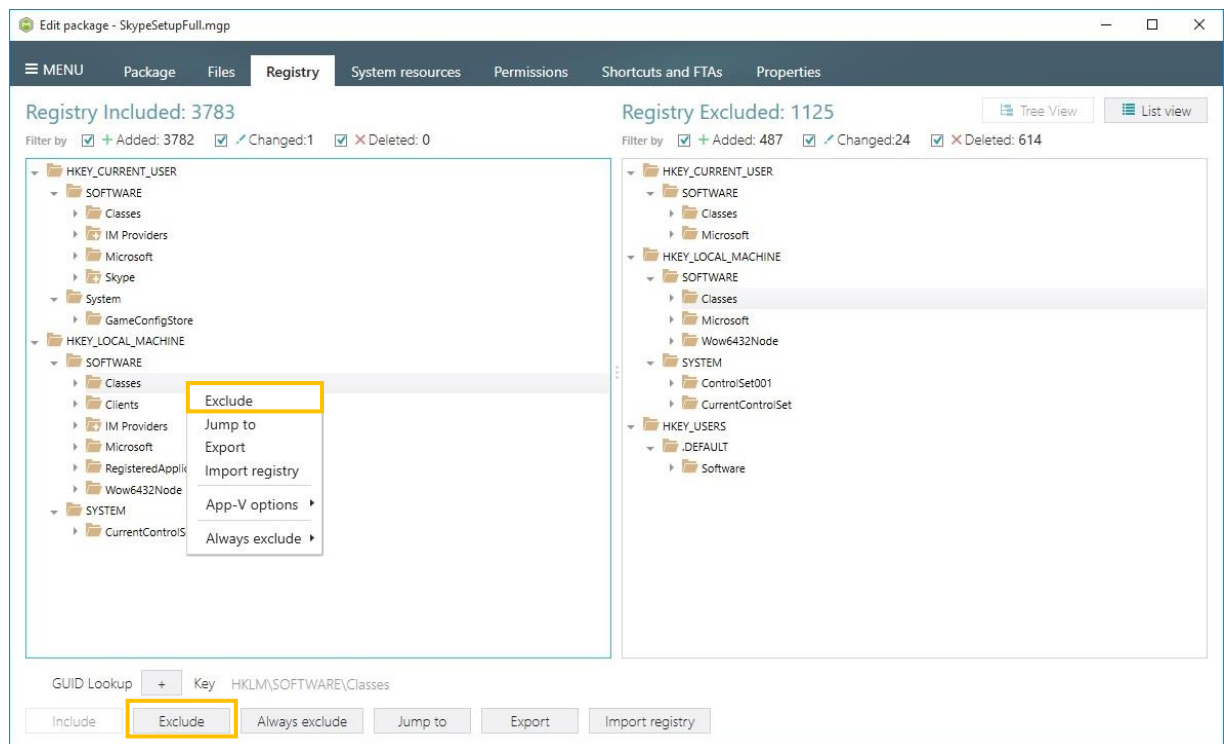 Edit package - SkypeSetupFull.mgp
MENU Package Files Registry System resources Permissions Shortcuts and FTAs Properties
Registry Included: 3783
Filter by + Added: 3782 Changed:1 Deleted: 0
HKEY_CURRENT_USER
SOFTWARE
Classes
IM Providers
Microsoft
Skype
System
GameConfigStore
HKEY_LOCAL_MACHINE
SOFTWARE
Classes
Clients
IM Providers
Microsoft
RegisteredApplic
Wow6432Node
SYSTEM
CurrentControlS
Exclude
Jump to
Export
Import registry
App-V options
Always exclude
Registry Excluded: 1125
Tree View List view
Filter by + Added: 487 Changed:24 Deleted: 614
HKEY_CURRENT_USER
SOFTWARE
Classes
Microsoft
HKEY_LOCAL_MACHINE
SOFTWARE
Classes
Microsoft
Wow6432Node
SYSTEM
ControlSet001
CurrentControlSet
HKEY_USERS
.DEFAULT
Software
GUID Lookup + Key HKLM\SOFTWARE\Classes
Include Exclude Always exclude Jump to Export Import registry